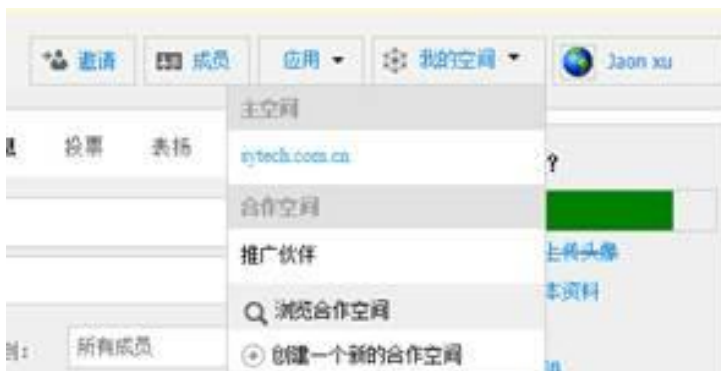 邀请 成员 应用 我的空间 Jaon xu
主空间
投票 表扬
sytech.com.cn
?
合作空间
推广伙伴
上传头像
本资料
浏览合作空间
所有成员
创建一个新的合作空间